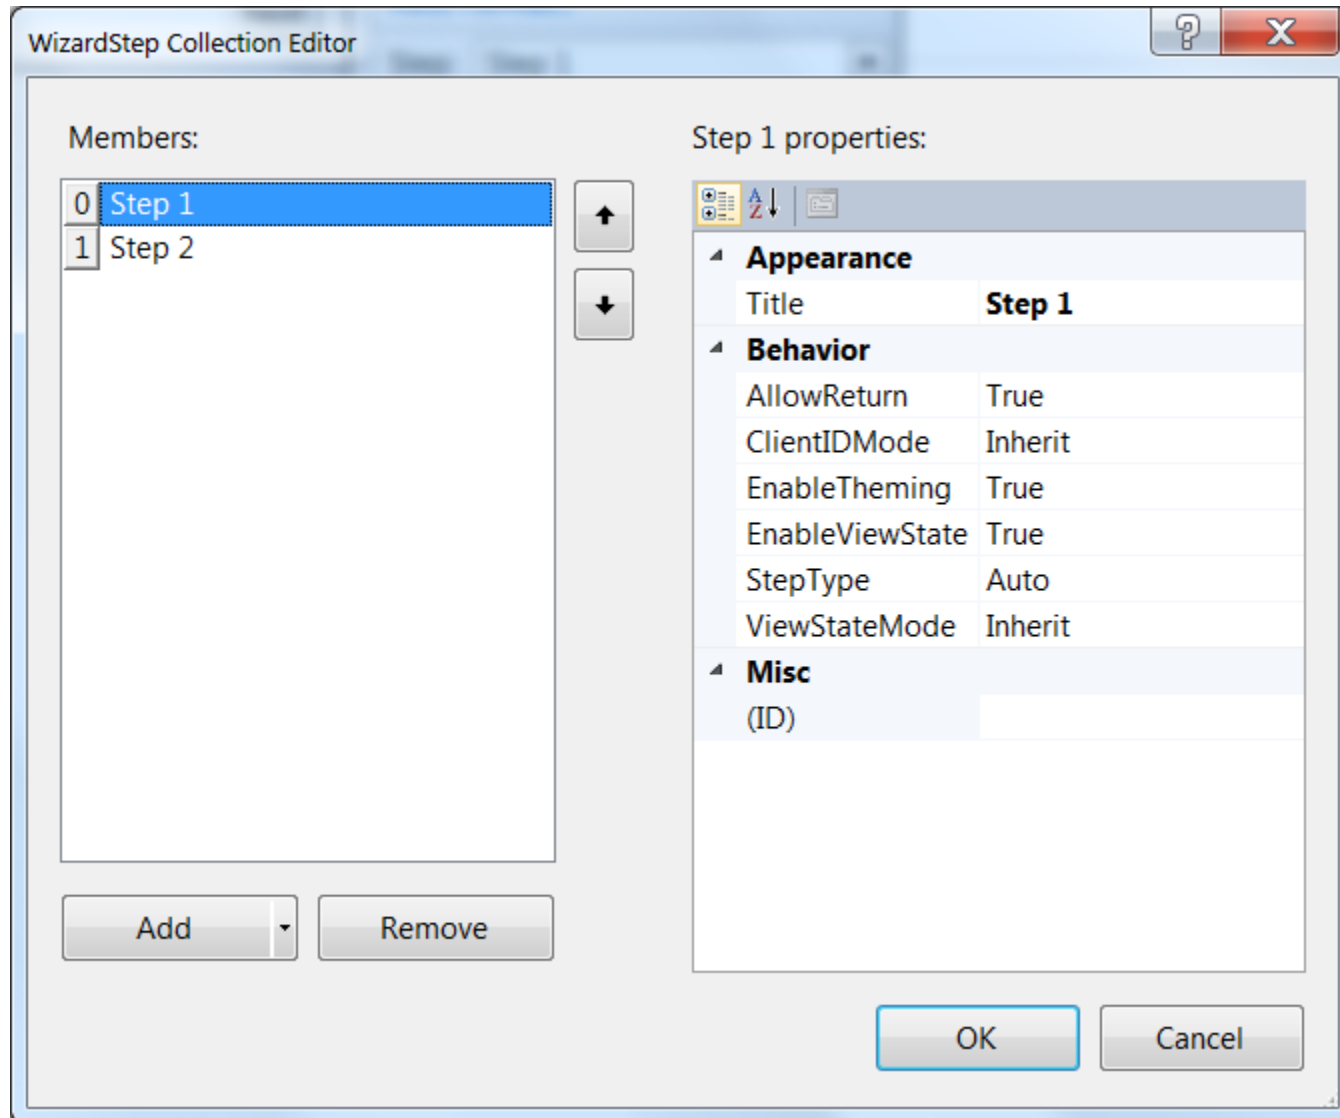 WizardStep Collection Editor
Members:
0 Step 1
1 Step 2
Add
Remove
Step 1 properties:
Appearance
Title Step 1
Behavior
AllowReturn True
ClientIDMode Inherit
EnableTheming True
EnableViewState True
StepType Auto
ViewStateMode Inherit
Misc
(ID)
OK
Cancel